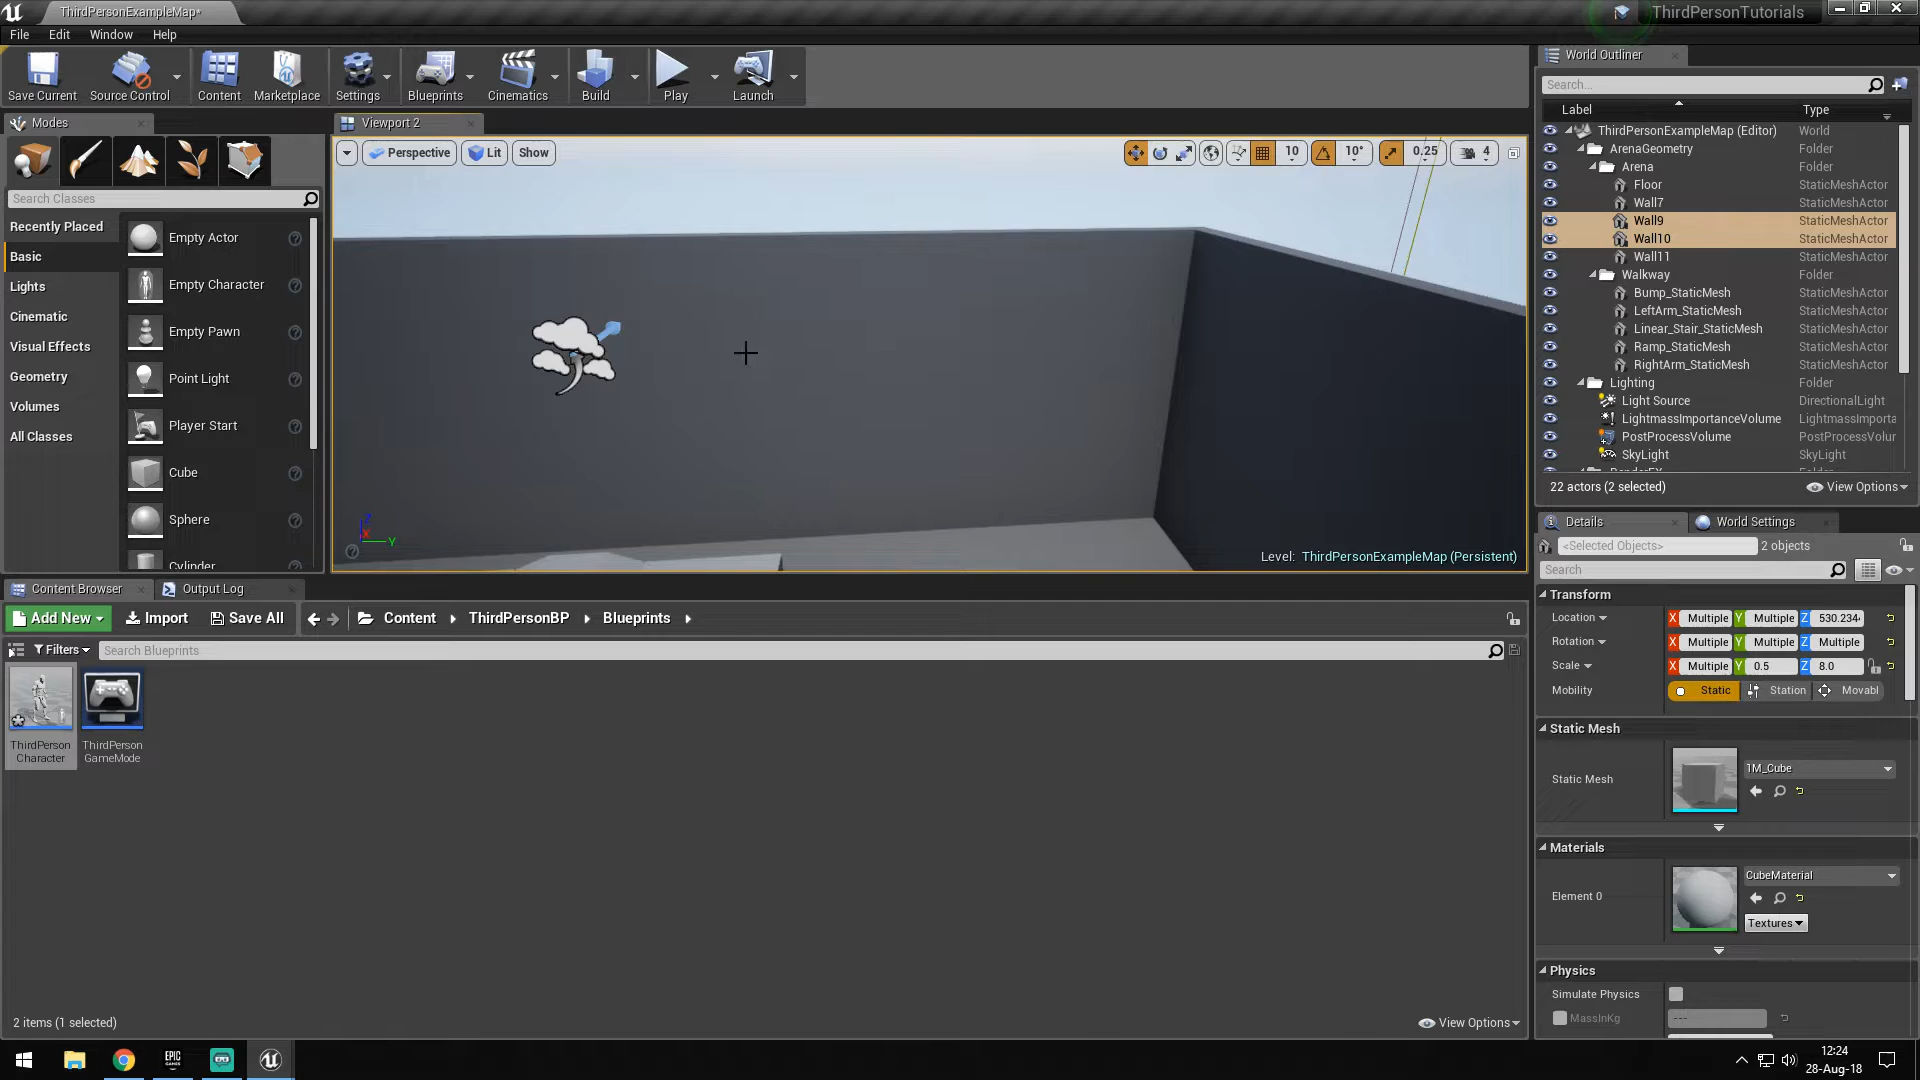 ThirdPersonExampleMap*
ThirdPersonTutorials
File Edit Window Help
Save Current
Source Control
Content
Marketplace
Settings
Blueprints
Cinematics
Build
Play
Launch
Modes
Search Classes
Recently Placed
Basic
Lights
Cinematic
Visual Effects
Geometry
Volumes
All Classes
Empty Actor
Empty Character
Empty Pawn
Point Light
Player Start
Cube
Sphere
Cylinder
Viewport 2
Perspective Lit Show
10 10° 0.25 4
Z
X
Y
Level: ThirdPersonExampleMap (Persistent)
World Outliner
Search...
Label Type
ThirdPersonExampleMap (Editor) World
ArenaGeometry Folder
Arena Folder
Floor StaticMeshActor
Wall7 StaticMeshActor
Wall9 StaticMeshActor
Wall10 StaticMeshActor
Wall11 StaticMeshActor
Walkway Folder
Bump_StaticMesh StaticMeshActor
LeftArm_StaticMesh StaticMeshActor
Linear_Stair_StaticMesh StaticMeshActor
Ramp_StaticMesh StaticMeshActor
RightArm_StaticMesh StaticMeshActor
Lighting Folder
Light Source DirectionalLight
LightmassImportanceVolume LightmassImporta
PostProcessVolume PostProcessVolur
SkyLight SkyLight
22 actors (2 selected) View Options
Details World Settings
<Selected Objects> 2 objects
Search
Transform
Location X Multiple Y Multiple Z 530.234
Rotation X Multiple Y Multiple Z Multiple
Scale X Multiple Y 0.5 Z 8.0
Mobility Static Station Movabl
Static Mesh
Static Mesh 1M_Cube
Materials
Element 0 CubeMaterial
Textures
Physics
Simulate Physics
MassInKg ---
Content Browser Output Log
Add New Import Save All Content ThirdPersonBP Blueprints
Filters Search Blueprints
ThirdPerson
Character
ThirdPerson
GameMode
2 items (1 selected) View Options
EPIC
GAMES
12:24
28-Aug-18